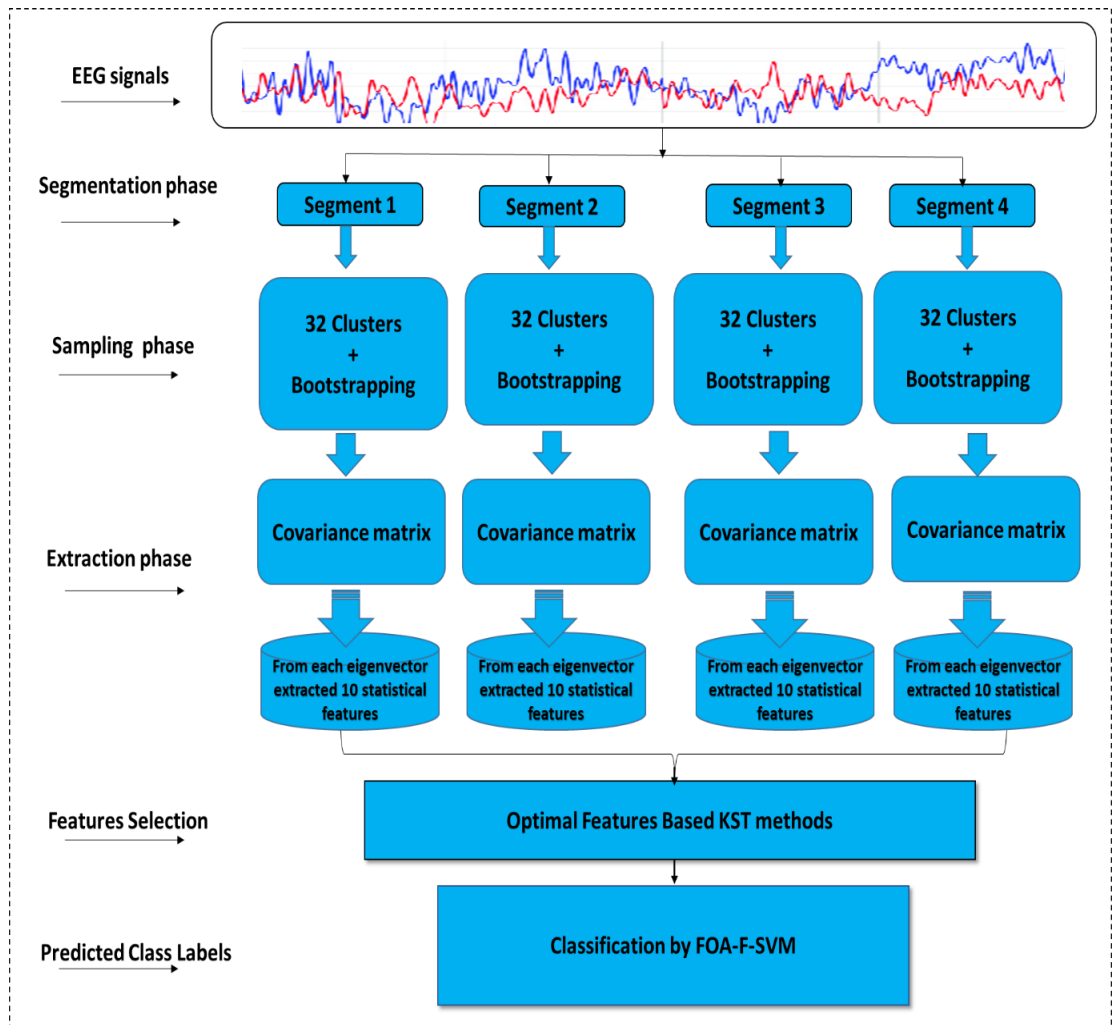 EEG signals
Segmentation phase
Segment 1
Segment 2
Segment 3
Segment 4
Sampling phase
32 Clusters
+
Bootstrapping
32 Clusters
+
Bootstrapping
32 Clusters
+
Bootstrapping
32 Clusters
+
Bootstrapping
Extraction phase
Covariance matrix
Covariance matrix
Covariance matrix
Covariance matrix
From each eigenvector
extracted 10 statistical
features
From each eigenvector
extracted 10 statistical
features
From each eigenvector
extracted 10 statistical
features
From each eigenvector
extracted 10 statistical
features
Features Selection
Optimal Features Based KST methods
Predicted Class Labels
Classification by FOA-F-SVM